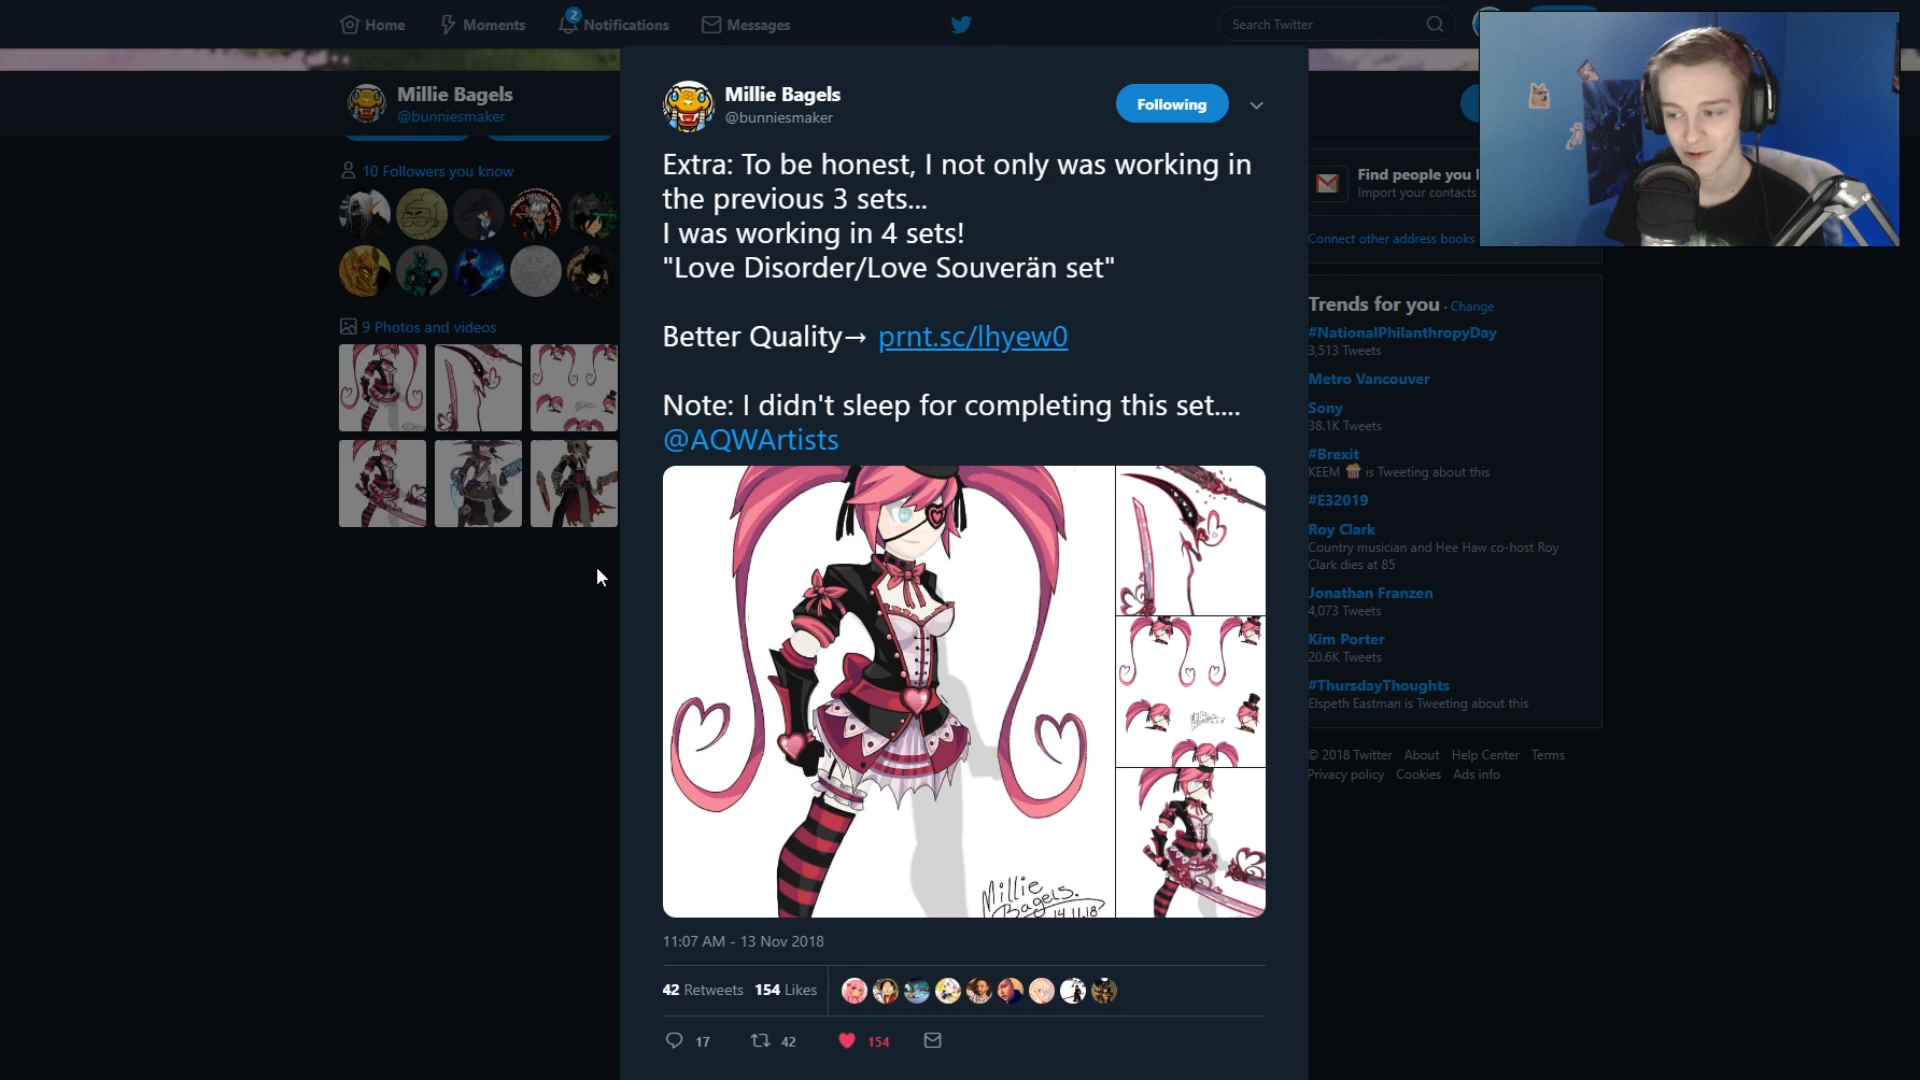 Home
Moments
2
Notifications
Messages
Search Twitter
Millie Bagels
@bunniesmaker
10 Followers you know
9 Photos and videos
Millie Bagels
@bunniesmaker
Following
Extra: To be honest, I not only was working in
the previous 3 sets...
I was working in 4 sets!
"Love Disorder/Love Souverän set"
Better Quality→ prnt.sc/lhyew0
Note: I didn't sleep for completing this set....
@AQWArtists
Millie
Bagels.
14.11.18
11:07 AM - 13 Nov 2018
42 Retweets 154 Likes
17
42
154
Find people you
Import your contacts
Connect other address books
Trends for you · Change
#NationalPhilanthropyDay
3,513 Tweets
Metro Vancouver
Sony
38.1K Tweets
#Brexit
KEEM 🍿 is Tweeting about this
#E32019
Roy Clark
Country musician and Hee Haw co-host Roy
Clark dies at 85
Jonathan Franzen
4,073 Tweets
Kim Porter
20.6K Tweets
#ThursdayThoughts
Elspeth Eastman is Tweeting about this
© 2018 Twitter About Help Center Terms
Privacy policy Cookies Ads info